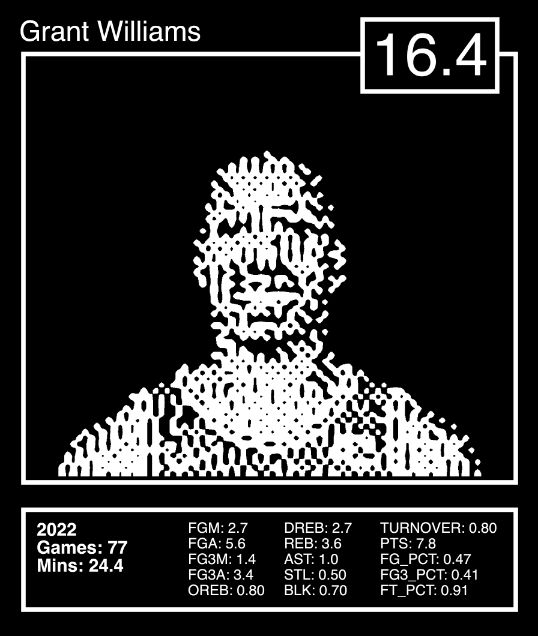 Grant Williams
16.4
2022
Games: 77
Mins: 24.4
FGM: 2.7
FGA: 5.6
FG3M: 1.4
FG3A: 3.4
OREB: 0.80
DREB: 2.7
REB: 3.6
AST: 1.0
STL: 0.50
BLK: 0.70
TURNOVER: 0.80
PTS: 7.8
FG_PCT: 0.47
FG3_PCT: 0.41
FT_PCT: 0.91